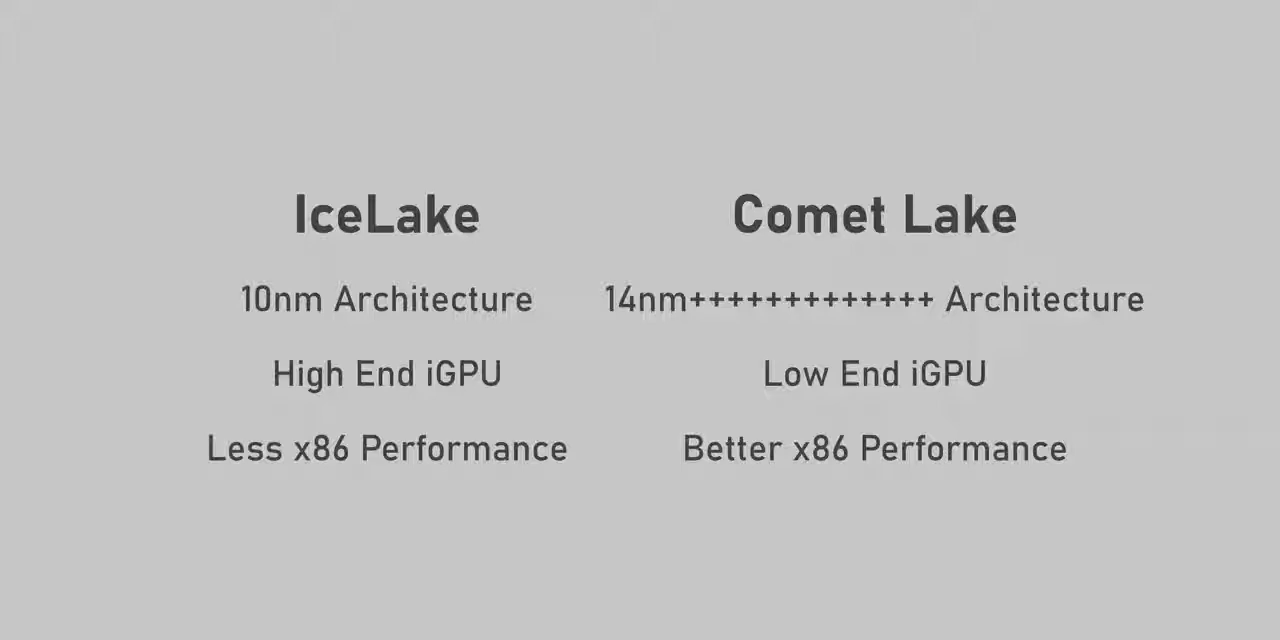 IceLake
10nm Architecture
High End iGPU
Less x86 Performance
Comet Lake
14nm+++++++++++++ Architecture
Low End iGPU
Better x86 Performance